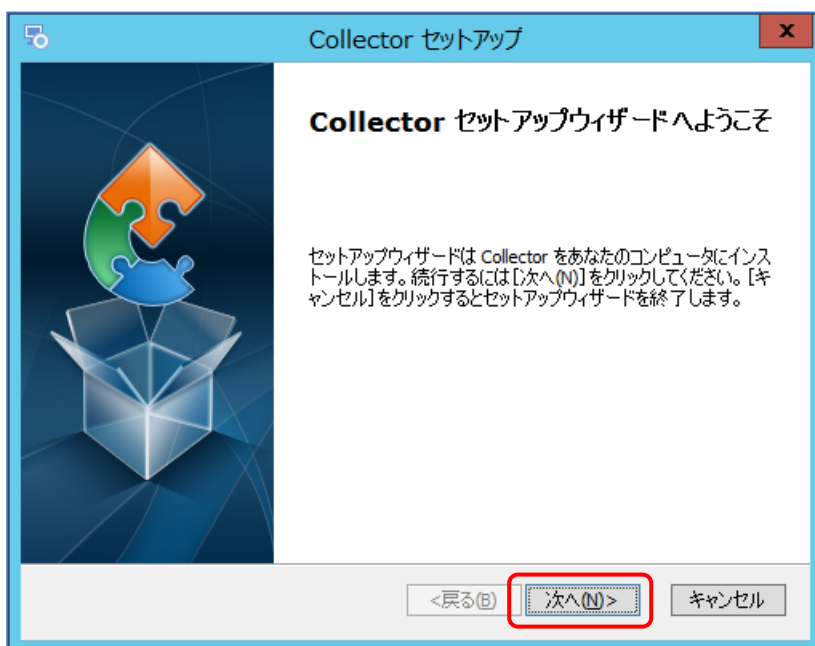 Collector セットアップ
x
Collector セットアップウィザードへようこそ
セットアップウィザードは Collector をあなたのコンピュータにインス
トールします。続行するには[次へ(N)]をクリックしてください。[キ
ャンセル]をクリックするとセットアップウィザードを終了します。
<戻る(B)
次へ(N)>
キャンセル